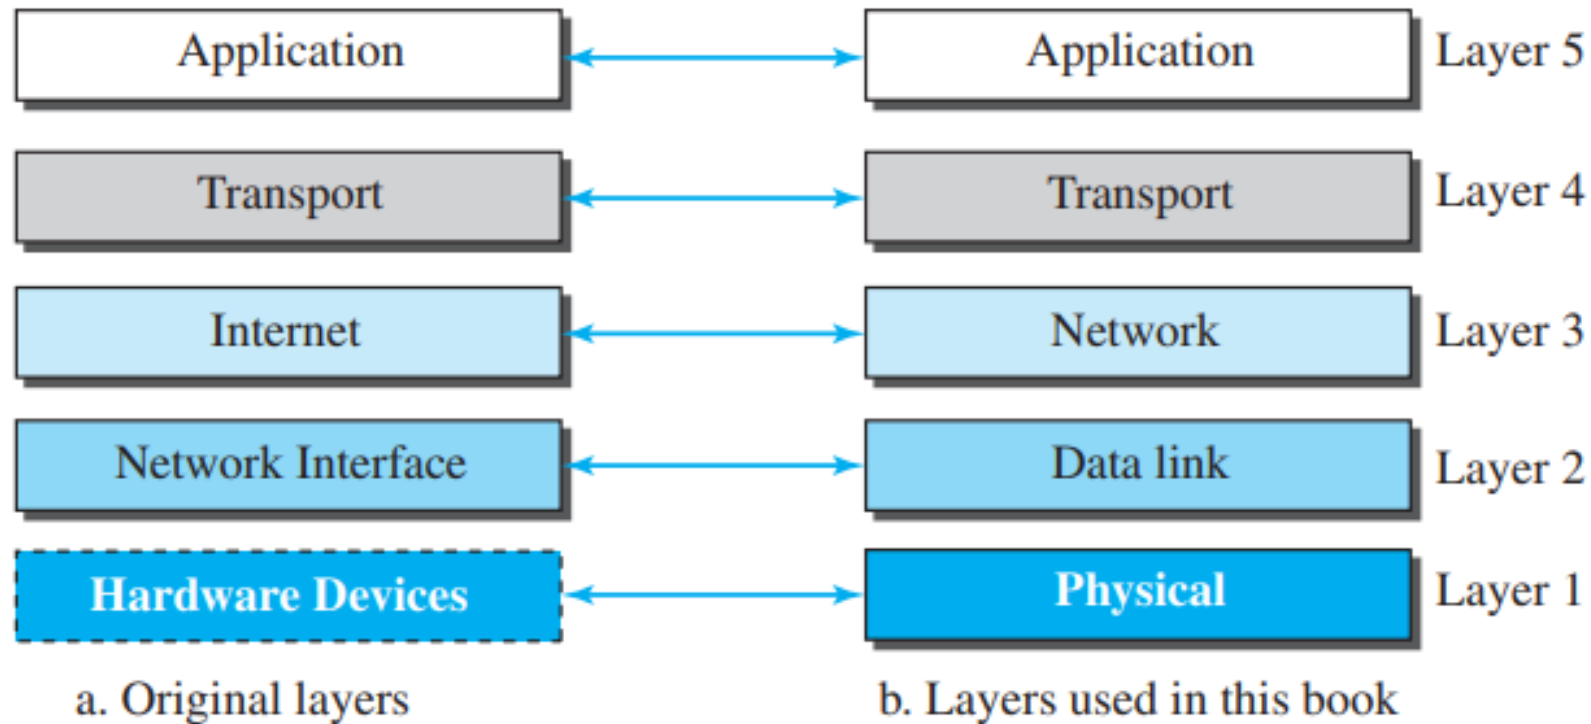 Application Application Layer 5
Transport Transport Layer 4
Internet Network Layer 3
Network Interface Data link Layer 2
Hardware Devices Physical Layer 1
a. Original layers b. Layers used in this book